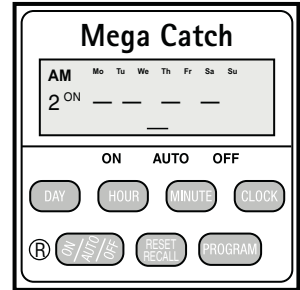 Mega Catch
AM Mo Tu We Th Fr Sa Su
2 ON — — — —
—
ON AUTO OFF
DAY HOUR MINUTE CLOCK
® ON/AUTO/OFF RESET RECALL PROGRAM